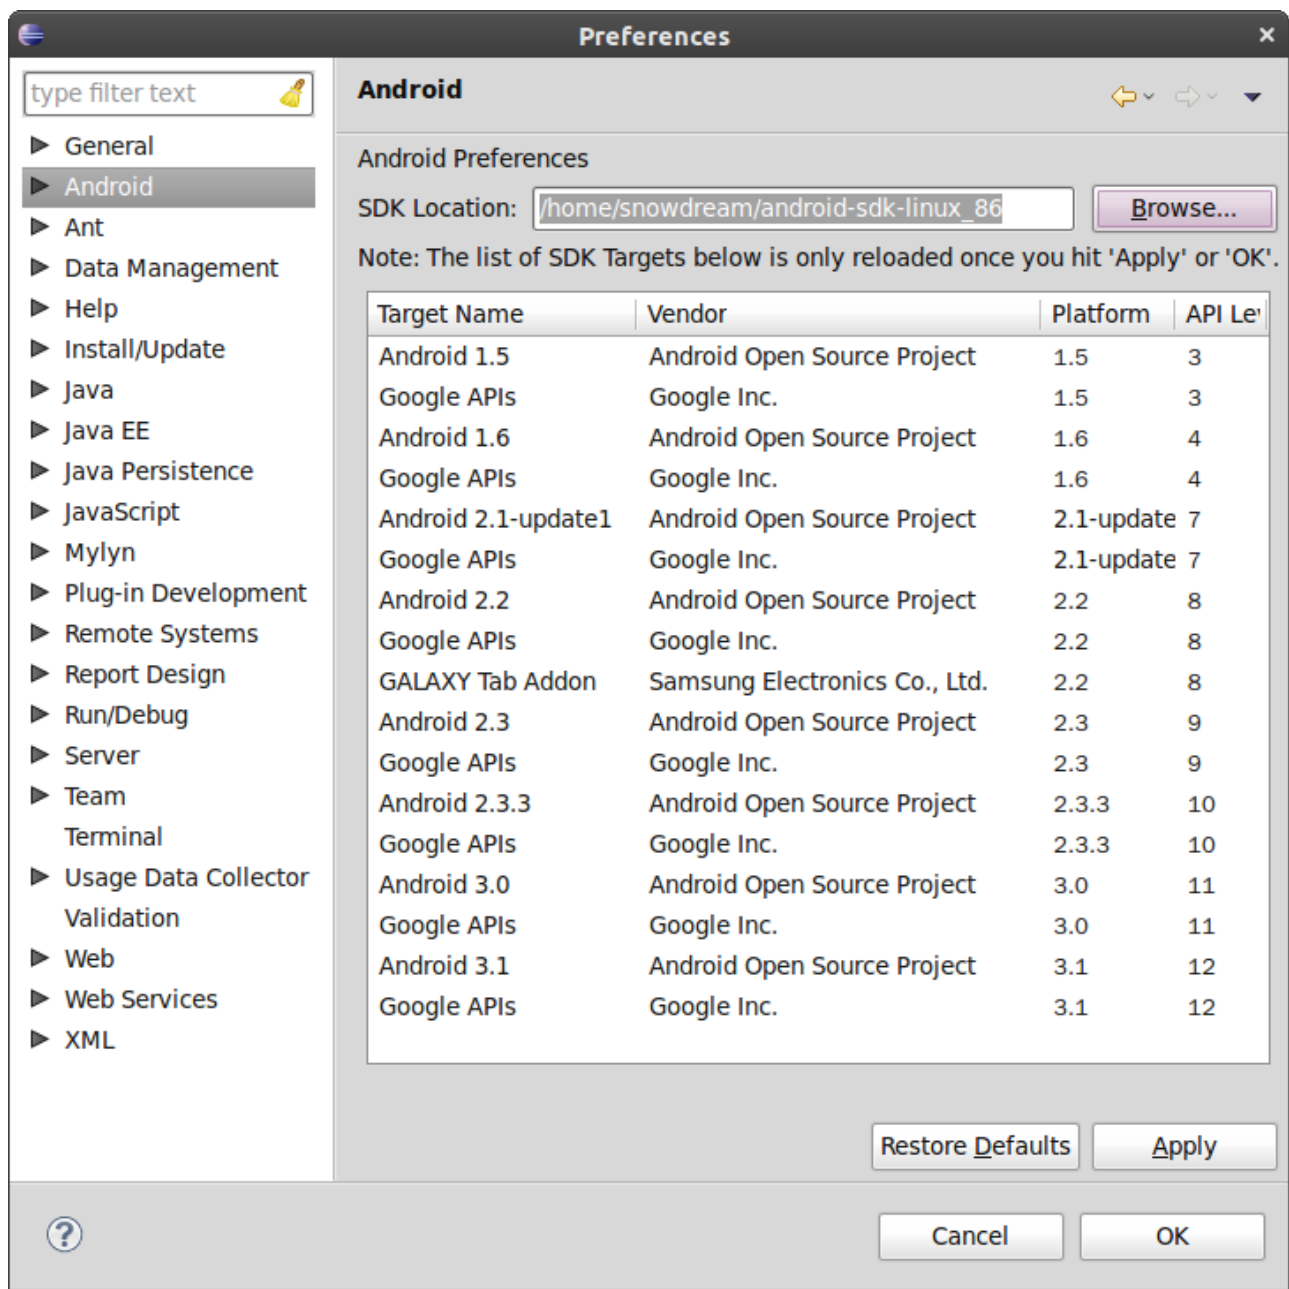 Preferences
type filter text
General
Android
Ant
Data Management
Help
Install/Update
Java
Java EE
Java Persistence
JavaScript
Mylyn
Plug-in Development
Remote Systems
Report Design
Run/Debug
Server
Team
Terminal
Usage Data Collector
Validation
Web
Web Services
XML
Android
Android Preferences
SDK Location: /home/snowdream/android-sdk-linux_86 Browse...
Note: The list of SDK Targets below is only reloaded once you hit 'Apply' or 'OK'.
Target Name Vendor Platform API Lev
Android 1.5 Android Open Source Project 1.5 3
Google APIs Google Inc. 1.5 3
Android 1.6 Android Open Source Project 1.6 4
Google APIs Google Inc. 1.6 4
Android 2.1-update1 Android Open Source Project 2.1-update 7
Google APIs Google Inc. 2.1-update 7
Android 2.2 Android Open Source Project 2.2 8
Google APIs Google Inc. 2.2 8
GALAXY Tab Addon Samsung Electronics Co., Ltd. 2.2 8
Android 2.3 Android Open Source Project 2.3 9
Google APIs Google Inc. 2.3 9
Android 2.3.3 Android Open Source Project 2.3.3 10
Google APIs Google Inc. 2.3.3 10
Android 3.0 Android Open Source Project 3.0 11
Google APIs Google Inc. 3.0 11
Android 3.1 Android Open Source Project 3.1 12
Google APIs Google Inc. 3.1 12
Restore Defaults Apply
? Cancel OK